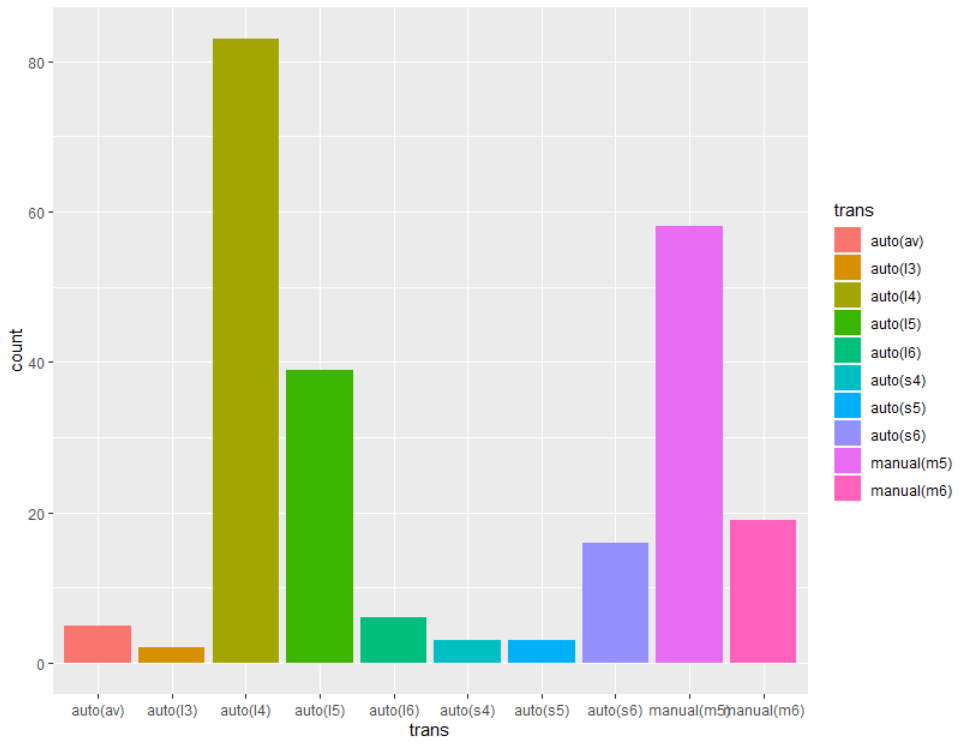 80
60
40
20
0
count
auto(av) auto(l3) auto(l4) auto(l5) auto(l6) auto(s4) auto(s5) auto(s6) manual(m5) manual(m6)
trans
trans
auto(av)
auto(l3)
auto(l4)
auto(l5)
auto(l6)
auto(s4)
auto(s5)
auto(s6)
manual(m5)
manual(m6)